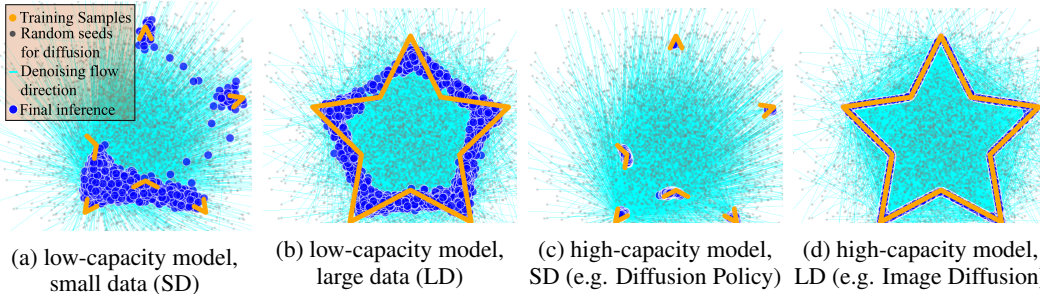 Training Samples
Random seeds
for diffusion
Denoising flow
direction
Final inference
(a) low-capacity model,
small data (SD)
(b) low-capacity model,
large data (LD)
(c) high-capacity model,
SD (e.g. Diffusion Policy)
(d) high-capacity model,
LD (e.g. Image Diffusion)